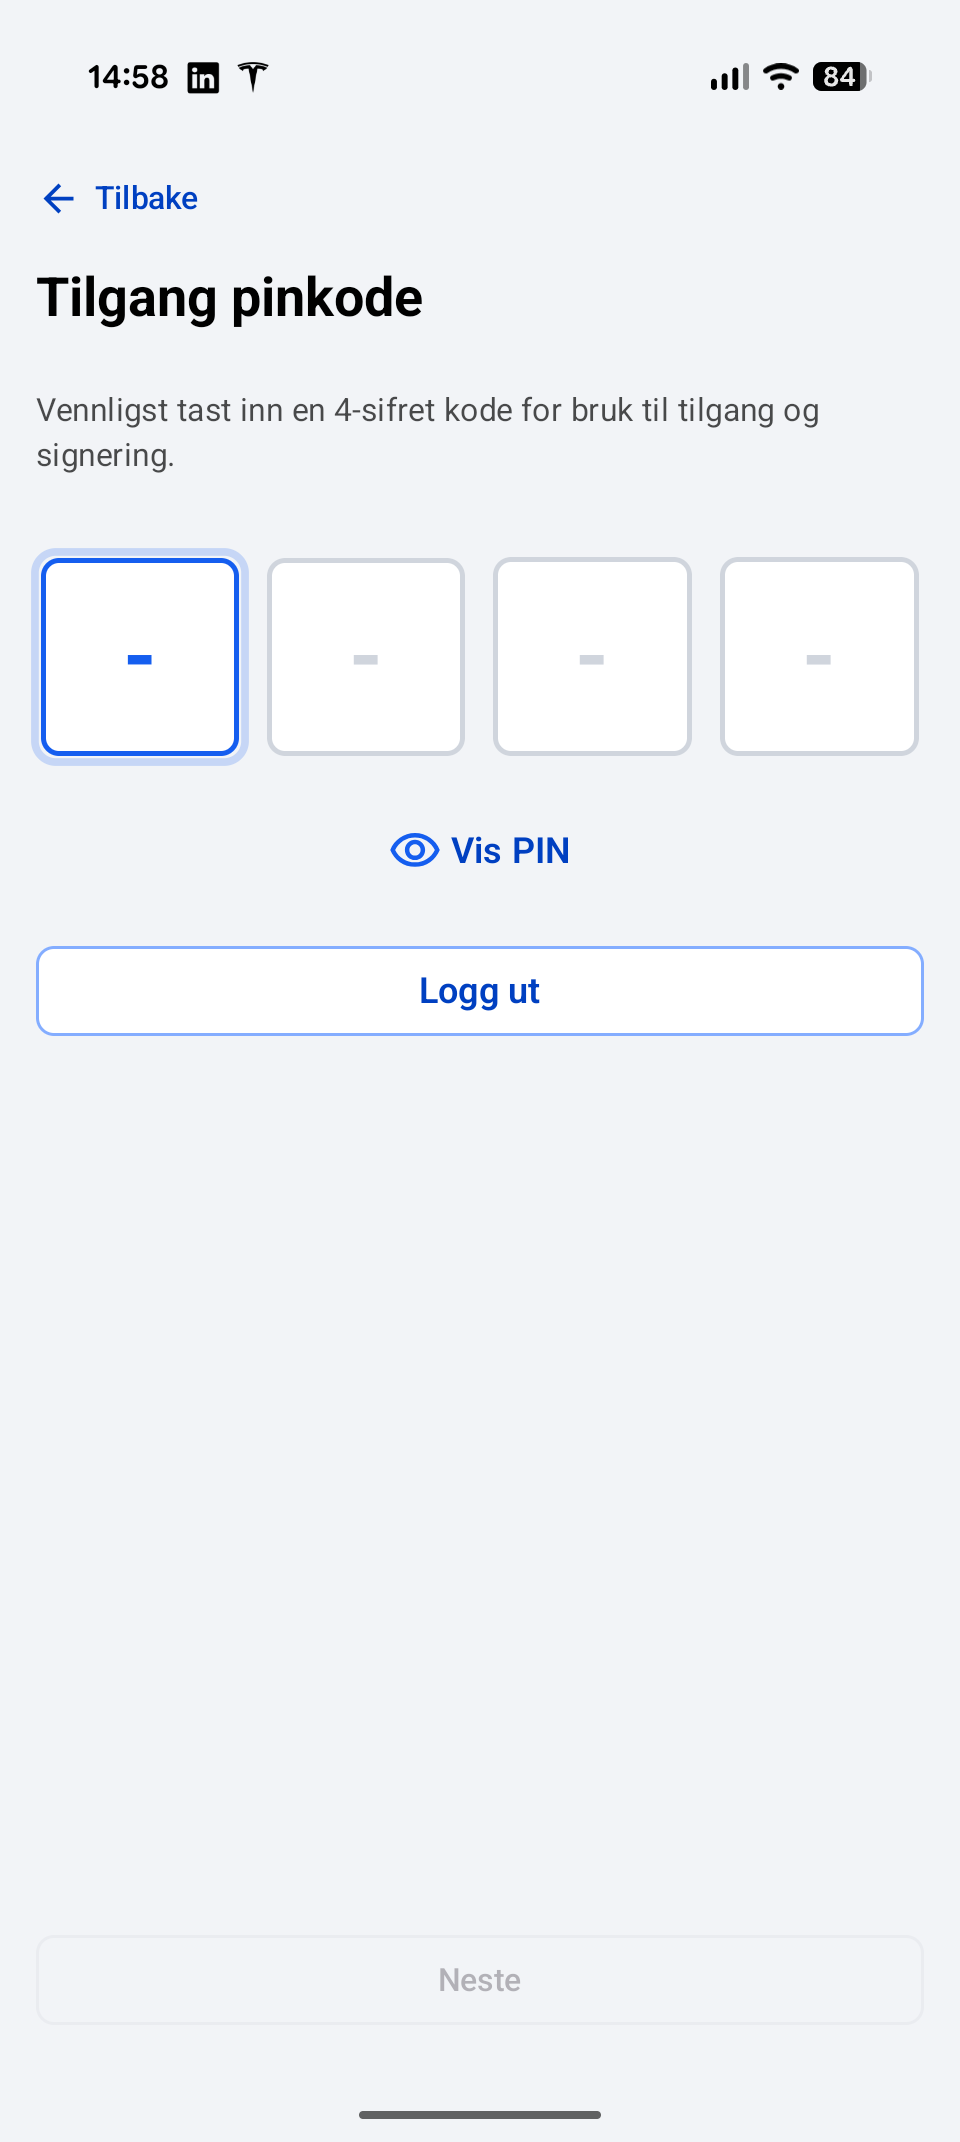 14:58
84
Tilbake
Tilgang pinkode
Vennligst tast inn en 4-sifret kode for bruk til tilgang og
signering.
- - - -
Vis PIN
Logg ut
Neste